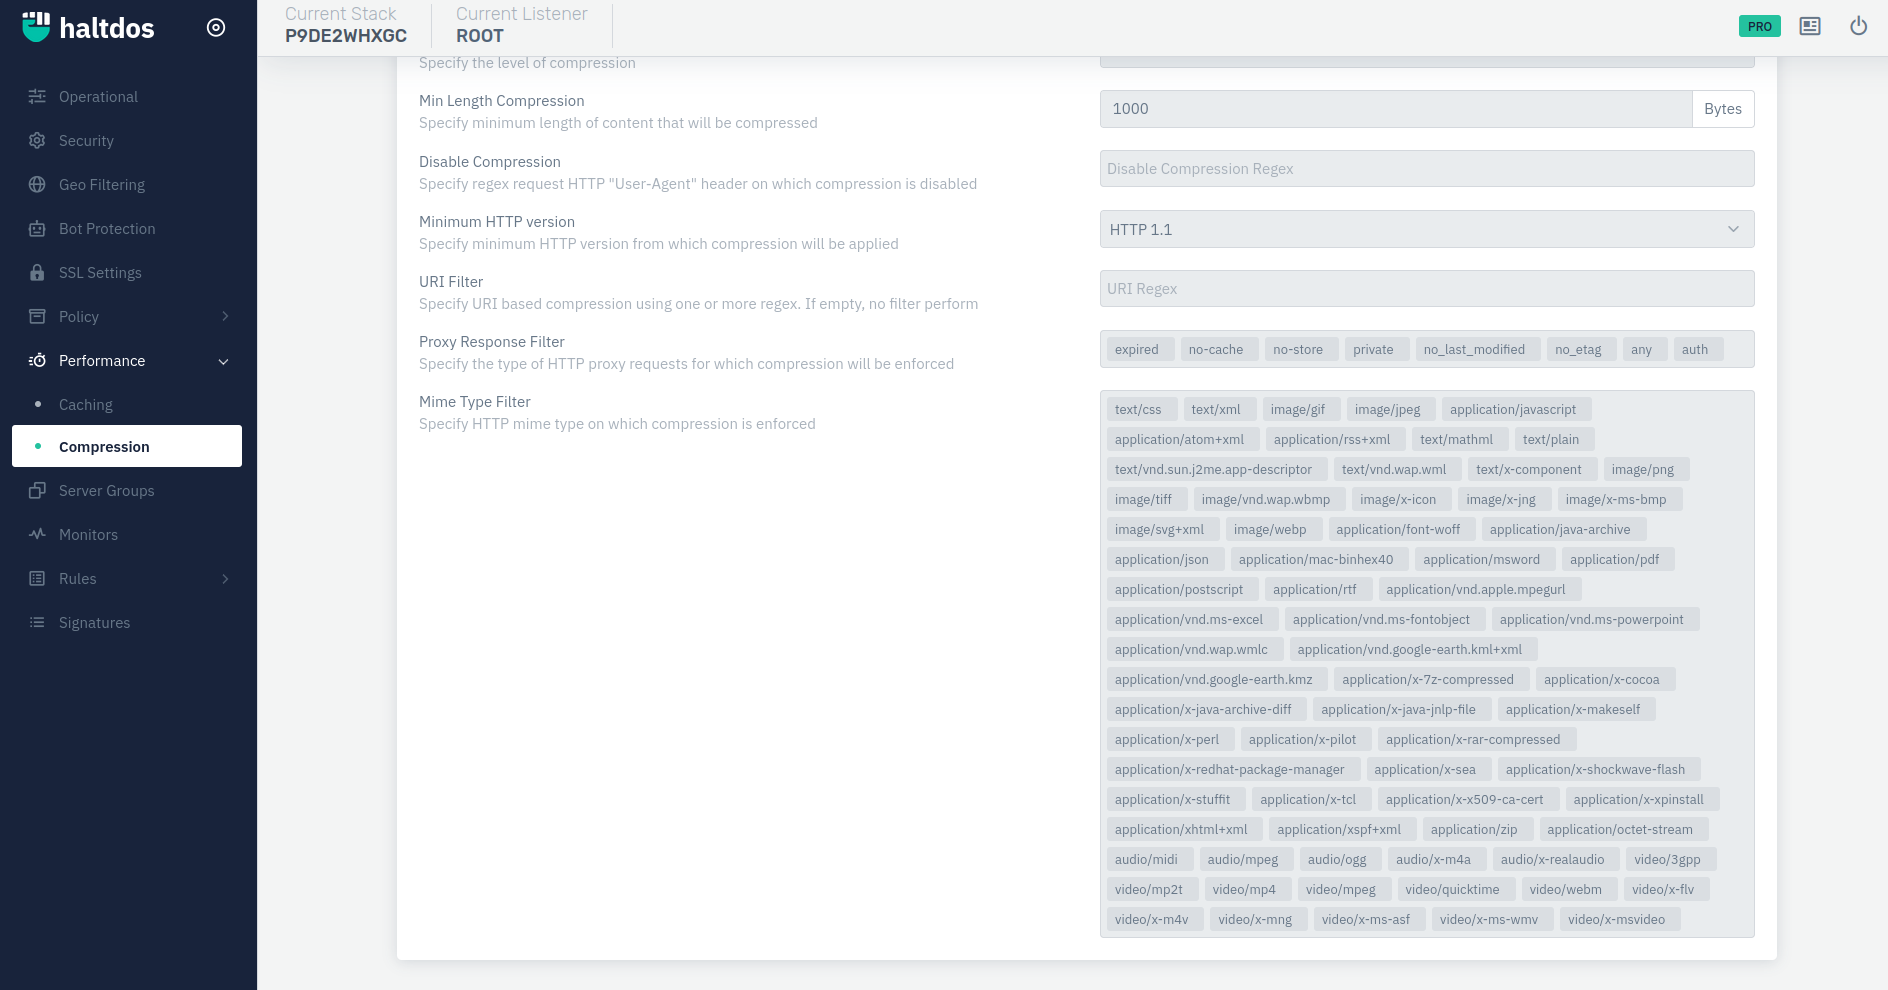 haltdos
Current Stack
P9DE2WHXGC
Current Listener
ROOT
PRO
Operational
Security
Geo Filtering
Bot Protection
SSL Settings
Policy
Performance
Caching
Compression
Server Groups
Monitors
Rules
Signatures
Specify the level of compression
Min Length Compression
Specify minimum length of content that will be compressed
1000 Bytes
Disable Compression
Specify regex request HTTP "User-Agent" header on which compression is disabled
Disable Compression Regex
Minimum HTTP version
Specify minimum HTTP version from which compression will be applied
HTTP 1.1
URI Filter
Specify URI based compression using one or more regex. If empty, no filter perform
URI Regex
Proxy Response Filter
Specify the type of HTTP proxy requests for which compression will be enforced
expired no-cache no-store private no_last_modified no_etag any auth
Mime Type Filter
Specify HTTP mime type on which compression is enforced
text/css text/xml image/gif image/jpeg application/javascript
application/atom+xml application/rss+xml text/mathml text/plain
text/vnd.sun.j2me.app-descriptor text/vnd.wap.wml text/x-component image/png
image/tiff image/vnd.wap.wbmp image/x-icon image/x-jng image/x-ms-bmp
image/svg+xml image/webp application/font-woff application/java-archive
application/json application/mac-binhex40 application/msword application/pdf
application/postscript application/rtf application/vnd.apple.mpegurl
application/vnd.ms-excel application/vnd.ms-fontobject application/vnd.ms-powerpoint
application/vnd.wap.wmlc application/vnd.google-earth.kml+xml
application/vnd.google-earth.kmz application/x-7z-compressed application/x-cocoa
application/x-java-archive-diff application/x-java-jnlp-file application/x-makeself
application/x-perl application/x-pilot application/x-rar-compressed
application/x-redhat-package-manager application/x-sea application/x-shockwave-flash
application/x-stuffit application/x-tcl application/x-x509-ca-cert application/x-xpinstall
application/xhtml+xml application/xspf+xml application/zip application/octet-stream
audio/midi audio/mpeg audio/ogg audio/x-m4a audio/x-realaudio video/3gpp
video/mp2t video/mp4 video/mpeg video/quicktime video/webm video/x-flv
video/x-m4v video/x-mng video/x-ms-asf video/x-ms-wmv video/x-msvideo